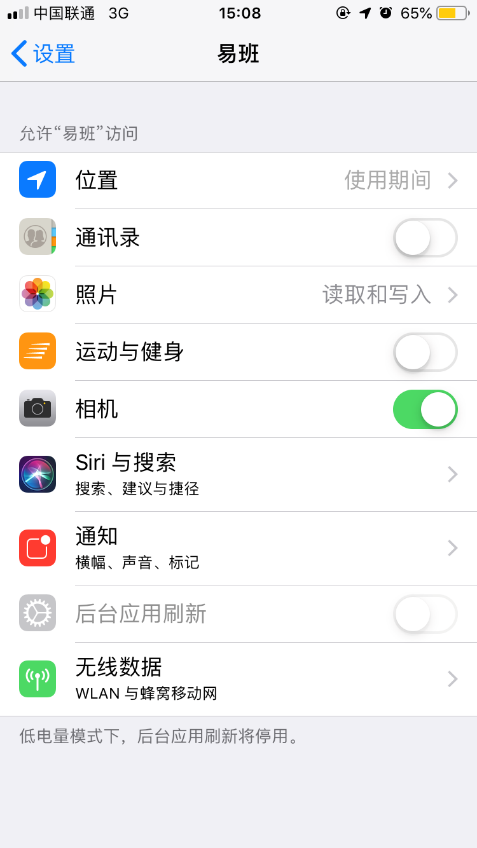 中国联通 3G 15:08 65%
设置 易班
允许“易班”访问
位置 使用期间
通讯录
照片 读取和写入
运动与健身
相机
Siri 与搜索
搜索、建议与捷径
通知
横幅、声音、标记
后台应用刷新
无线数据
WLAN 与蜂窝移动网
低电量模式下，后台应用刷新将停用。